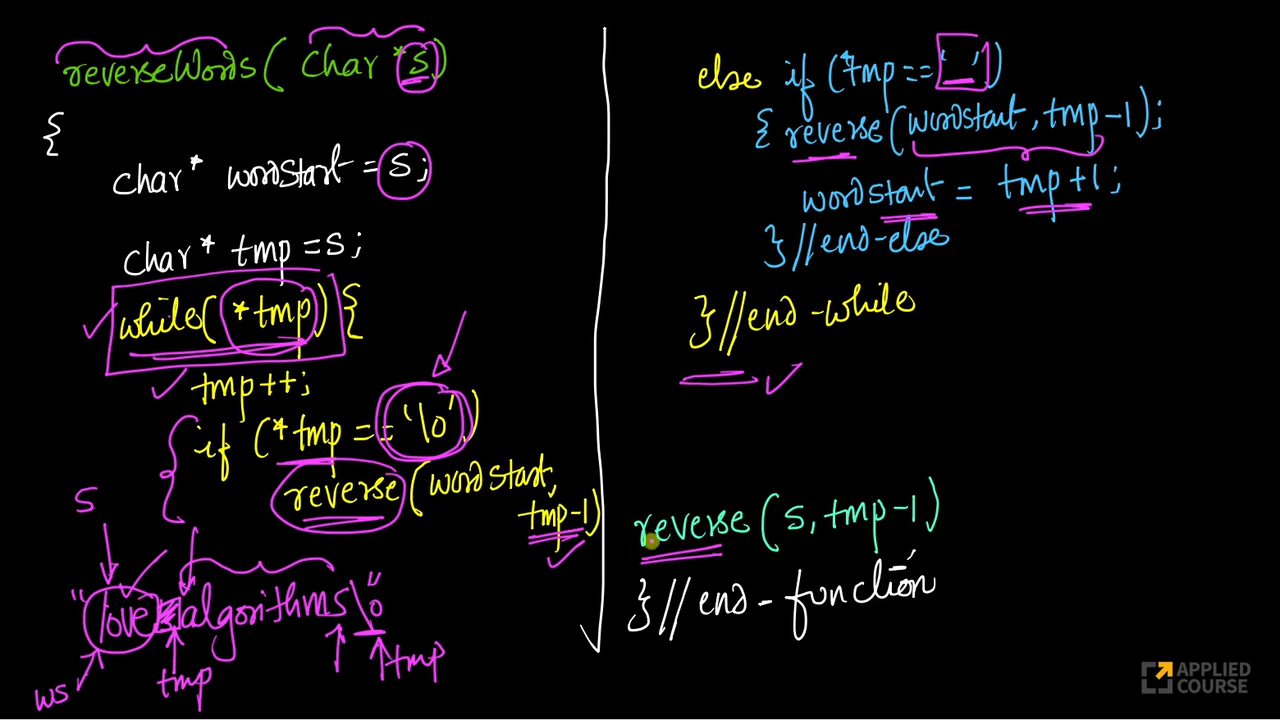 reverseWords( char *s)
{
char* wordstart = s;
char* tmp = s;
while( *tmp) {
tmp++;
if (*tmp == '\0')
reverse (wordstart,
tmp-1)
s
"love algorithms\0"
ws
tmp
tmp
else if (*tmp == ' ')
{ reverse(wordstart, tmp-1);
wordstart = tmp+1;
} //end-else
} //end-while
reverse (s, tmp-1)
} //end-function
APPLIED
COURSE